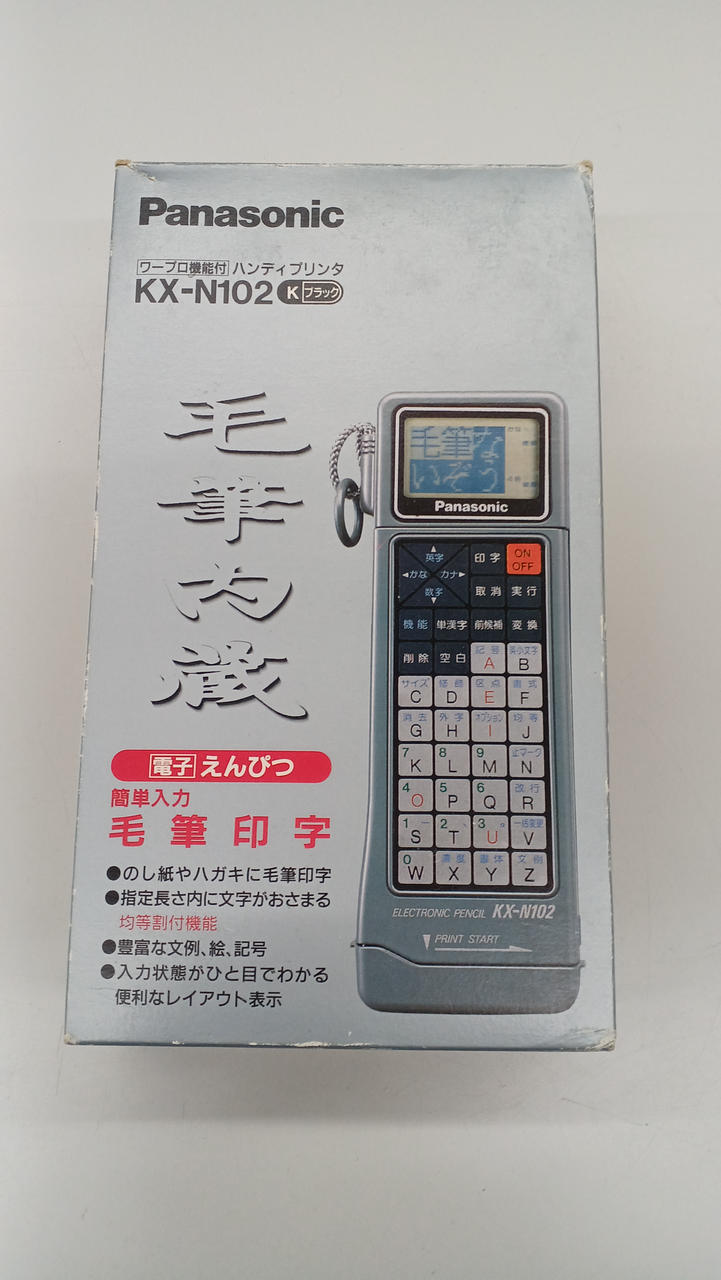 Panasonic
ワープロ機能付 ハンディプリンタ
KX-N102 K ブラック
毛筆内蔵
電子 えんぴつ
簡単入力
毛筆印字
●のし紙やハガキに毛筆印字
●指定長さ内に文字がおさまる
均等割付機能
●豊富な文例、絵、記号
●入力状態がひと目でわかる
便利なレイアウト表示
毛筆な
いぞう
Panasonic
英字 印字 ON OFF
かな カナ
数字 取消 実行
機能 単漢字 前候補 変換
削除 空白 記号 A 英小文字 B
サイズ C D 区点 E 書式 F
消去 G 外字 H オプション I 均等 J
7 K 8 L 9 M 止マーク N
4 O 5 P 6 Q 改行 R
1 S 2 T 3 U 一括変更 V
0 W 濃度 X 書体 Y 文例 Z
ELECTRONIC PENCIL KX-N102
PRINT START